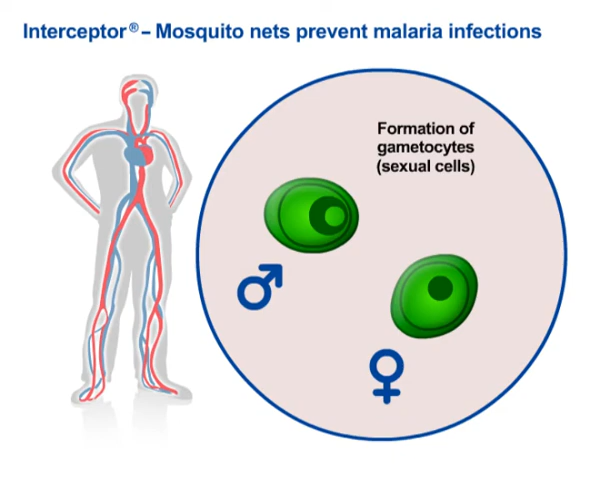 Interceptor® – Mosquito nets prevent malaria infections
Formation of
gametocytes
(sexual cells)